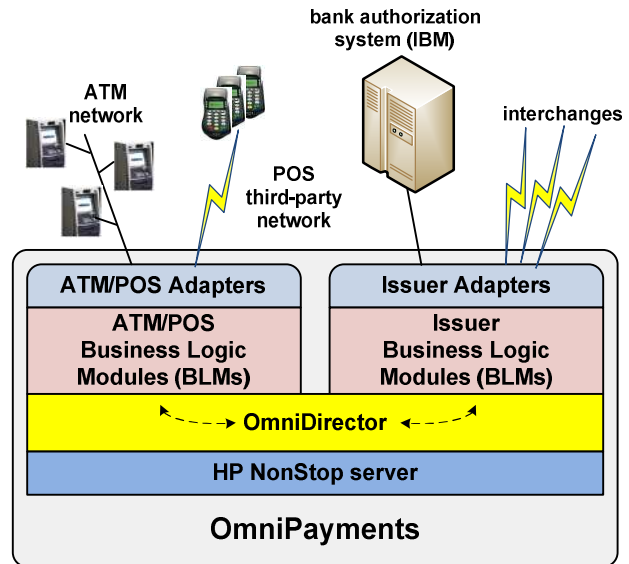 bank authorization
system (IBM)
ATM
network
interchanges
POS
third-party
network
ATM/POS Adapters
Issuer Adapters
ATM/POS
Business Logic
Modules (BLMs)
Issuer
Business Logic
Modules (BLMs)
OmniDirector
HP NonStop server
OmniPayments